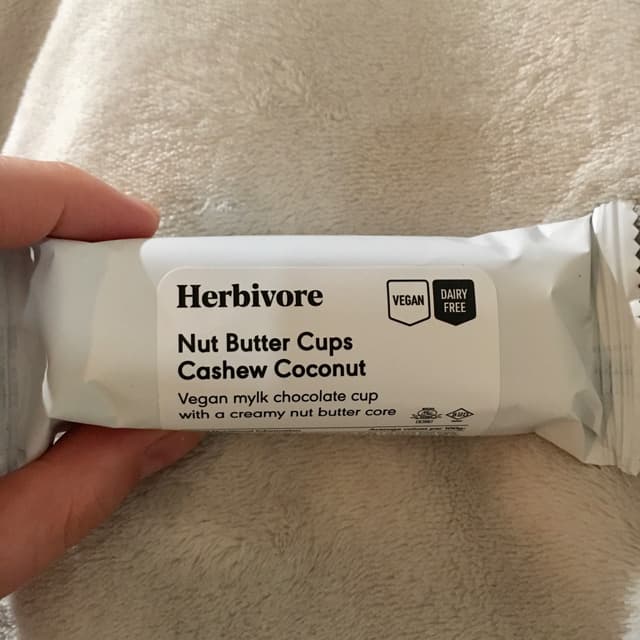 Herbivore
VEGAN
DAIRY
FREE
Nut Butter Cups
Cashew Coconut
Vegan mylk chocolate cup
with a creamy nut butter core